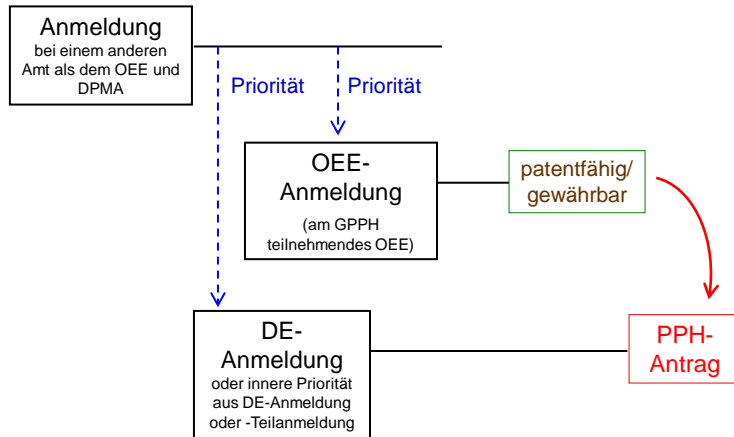 Anmeldung
bei einem anderen
Amt als dem OEE und
DPMA
Priorität
Priorität
OEE-
Anmeldung
(am GPPH
teilnehmendes OEE)
patentfähig/
gewährbar
DE-
Anmeldung
oder innere Priorität
aus DE-Anmeldung
oder -Teilanmeldung
PPH-
Antrag